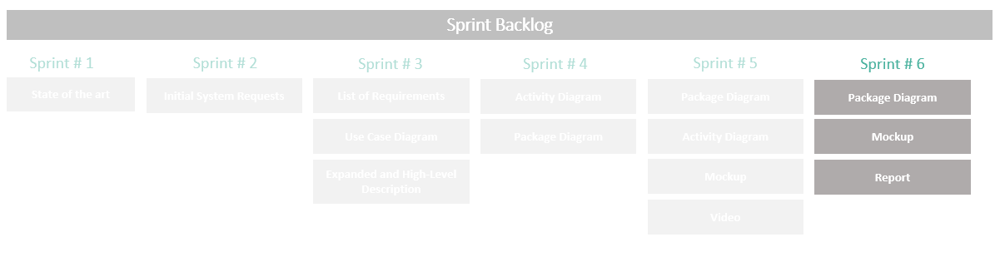 Sprint Backlog
Sprint # 1
State of the art
Sprint # 2
Initial System Requests
Sprint # 3
List of Requirements
Use Case Diagram
Expanded and High-Level
Description
Sprint # 4
Activity Diagram
Package Diagram
Sprint # 5
Package Diagram
Activity Diagram
Mockup
Video
Sprint # 6
Package Diagram
Mockup
Report